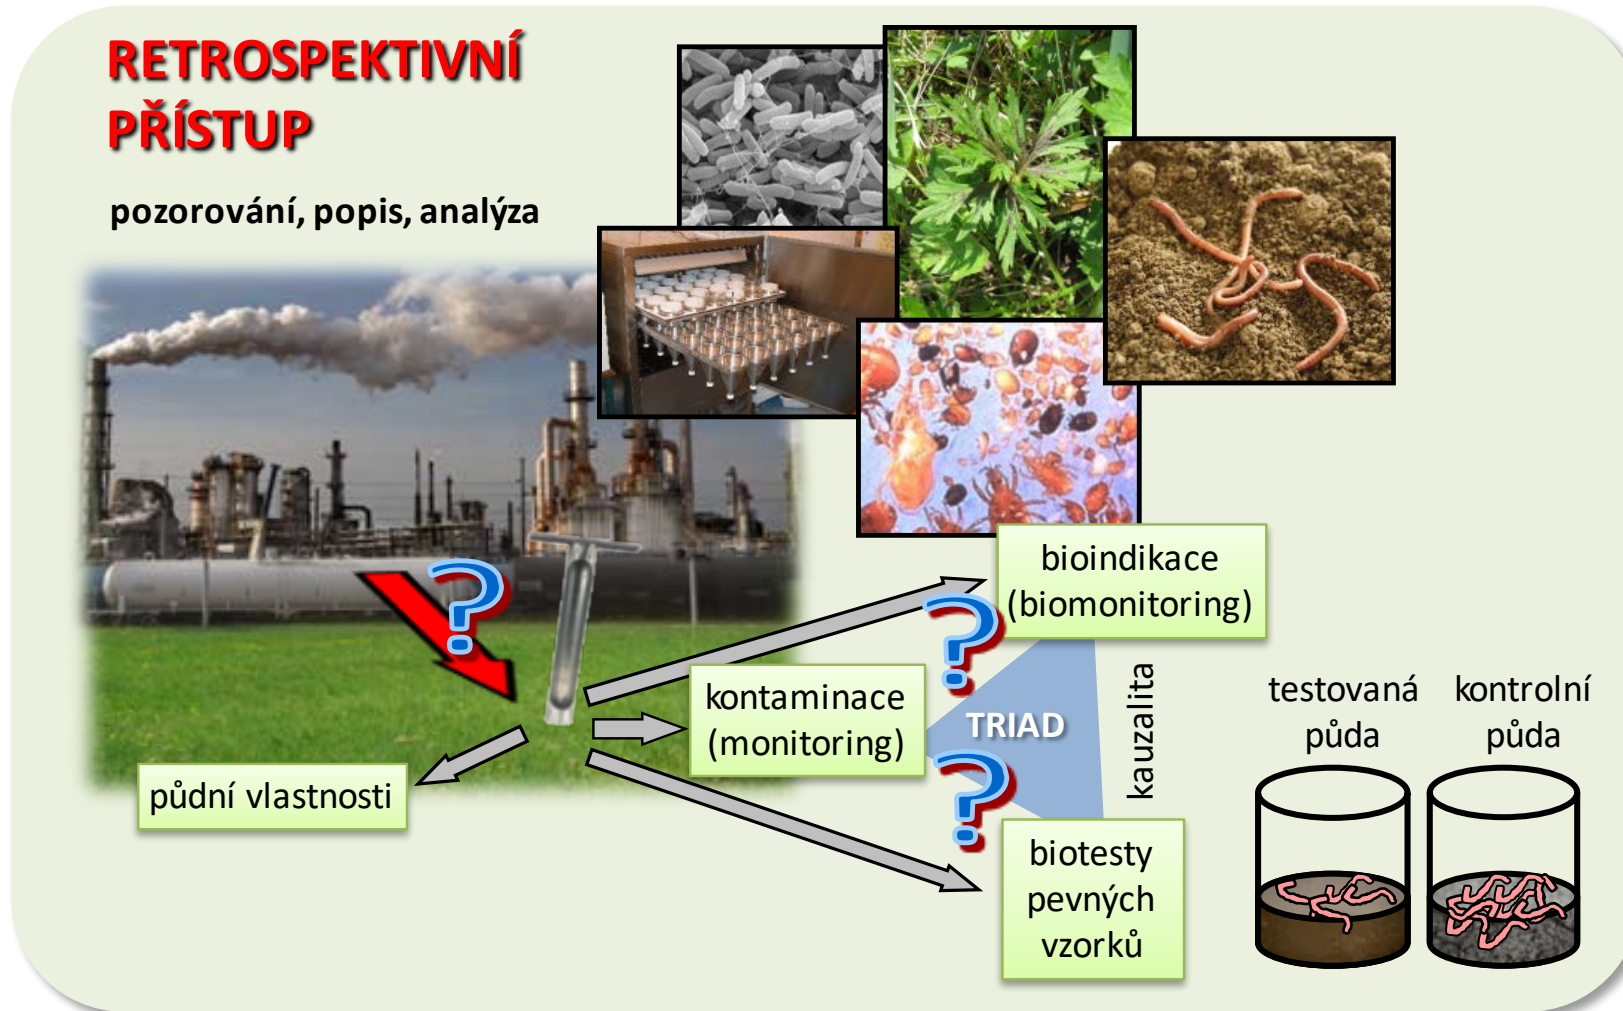 RETROSPEKTIVNÍ
PŘÍSTUP
pozorování, popis, analýza
?
bioindikace
(biomonitoring)
?
kontaminace
(monitoring)
TRIAD
kauzalita
testovaná
půda
kontrolní
půda
půdní vlastnosti
?
biotesty
pevných
vzorků